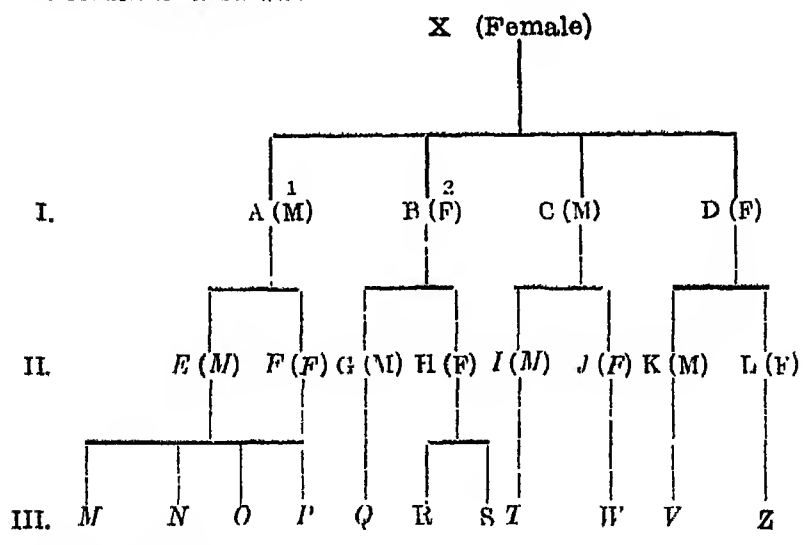 X (Female)
1 2
I. A (M) B (F) C (M) D (F)
II. E (M) F (F) G (M) H (F) I (M) J (F) K (M) L (F)
III. M N O P Q R S T W V Z